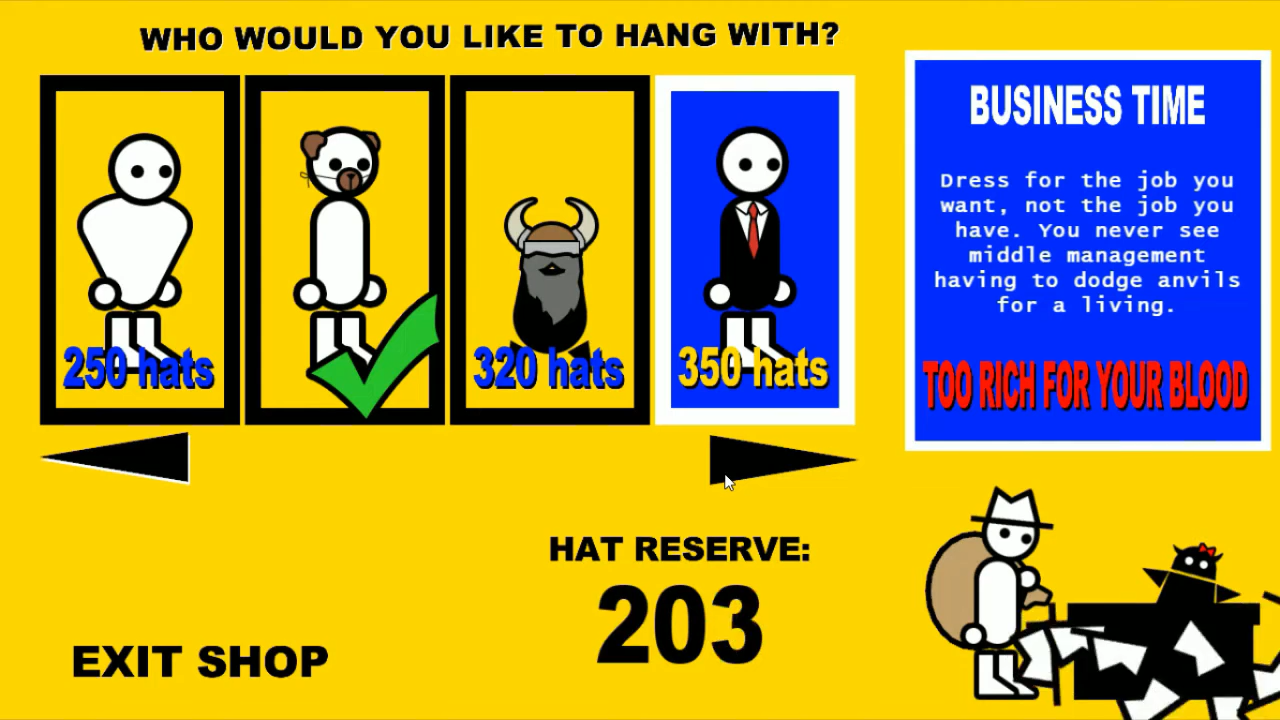 WHO WOULD YOU LIKE TO HANG WITH?
250 hats
320 hats
350 hats
BUSINESS TIME
Dress for the job you
want, not the job you
have. You never see
middle management
having to dodge anvils
for a living.
TOO RICH FOR YOUR BLOOD
HAT RESERVE:
203
EXIT SHOP